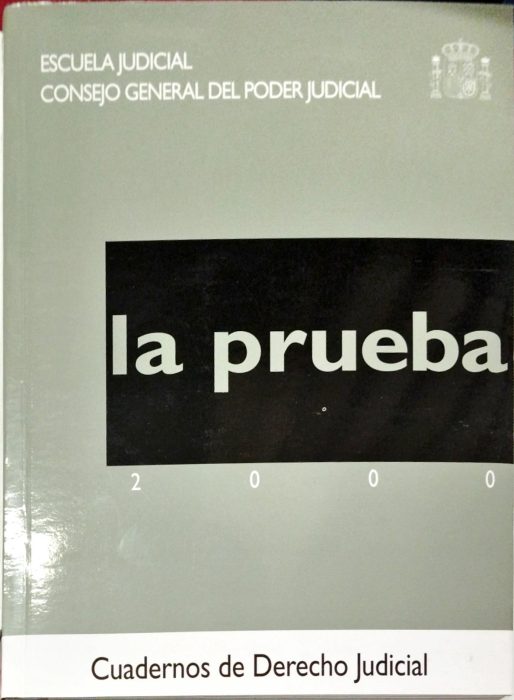 ESCUELA JUDICIAL
CONSEJO GENERAL DEL PODER JUDICIAL
la prueba
2 0 0 0
Cuadernos de Derecho Judicial